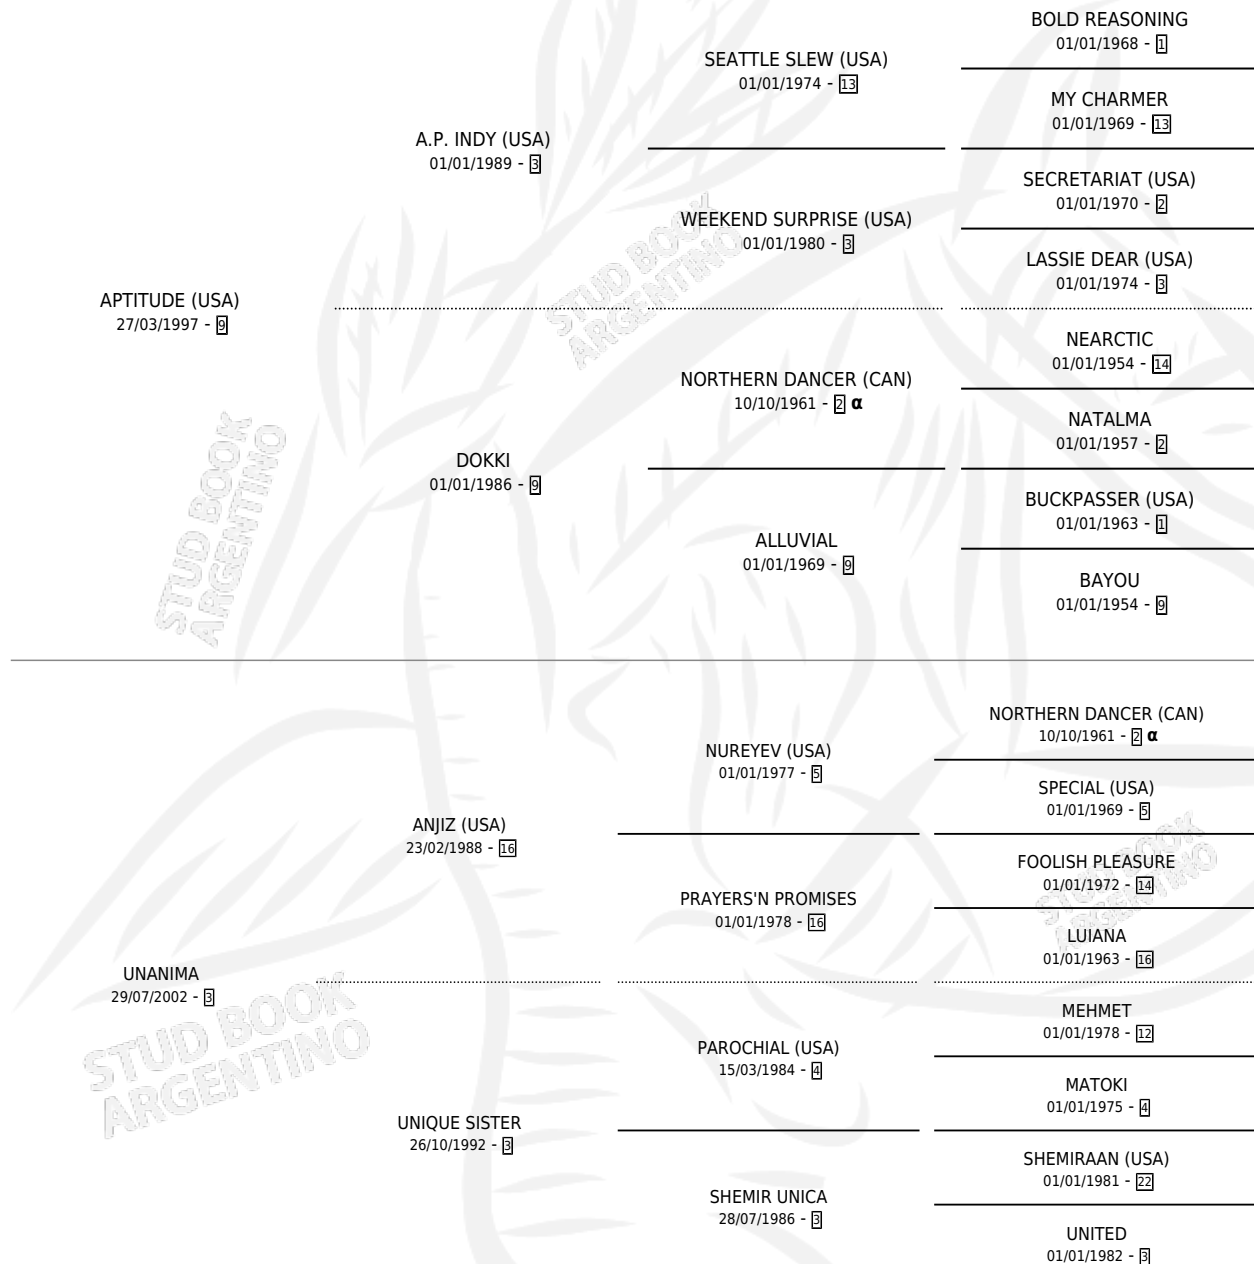 BOLD REASONING
01/01/1968 - 1
SEATTLE SLEW (USA)
01/01/1974 - 13
MY CHARMER
01/01/1969 - 13
A.P. INDY (USA)
01/01/1989 - 3
SECRETARIAT (USA)
01/01/1970 - 2
WEEKEND SURPRISE (USA)
01/01/1980 - 3
LASSIE DEAR (USA)
01/01/1974 - 3
APTITUDE (USA)
27/03/1997 - 9
NEARCTIC
01/01/1954 - 14
NORTHERN DANCER (CAN)
10/10/1961 - 2 α
NATALMA
01/01/1957 - 2
DOKKI
01/01/1986 - 9
BUCKPASSER (USA)
01/01/1963 - 1
ALLUVIAL
01/01/1969 - 9
BAYOU
01/01/1954 - 9
NORTHERN DANCER (CAN)
10/10/1961 - 2 α
NUREYEV (USA)
01/01/1977 - 5
SPECIAL (USA)
01/01/1969 - 5
ANJIZ (USA)
23/02/1988 - 16
FOOLISH PLEASURE
01/01/1972 - 14
PRAYERS'N PROMISES
01/01/1978 - 16
LUIANA
01/01/1963 - 16
UNANIMA
29/07/2002 - 3
MEHMET
01/01/1978 - 12
PAROCHIAL (USA)
15/03/1984 - 4
MATOKI
01/01/1975 - 4
UNIQUE SISTER
26/10/1992 - 3
SHEMIRAAN (USA)
01/01/1981 - 22
SHEMIR UNICA
28/07/1986 - 3
UNITED
01/01/1982 - 3
STUD BOOK
ARGENTINO
STUD BOOK
ARGENTINO
STUD BOOK
ARGENTINO
STUD BOOK
ARGENTINO